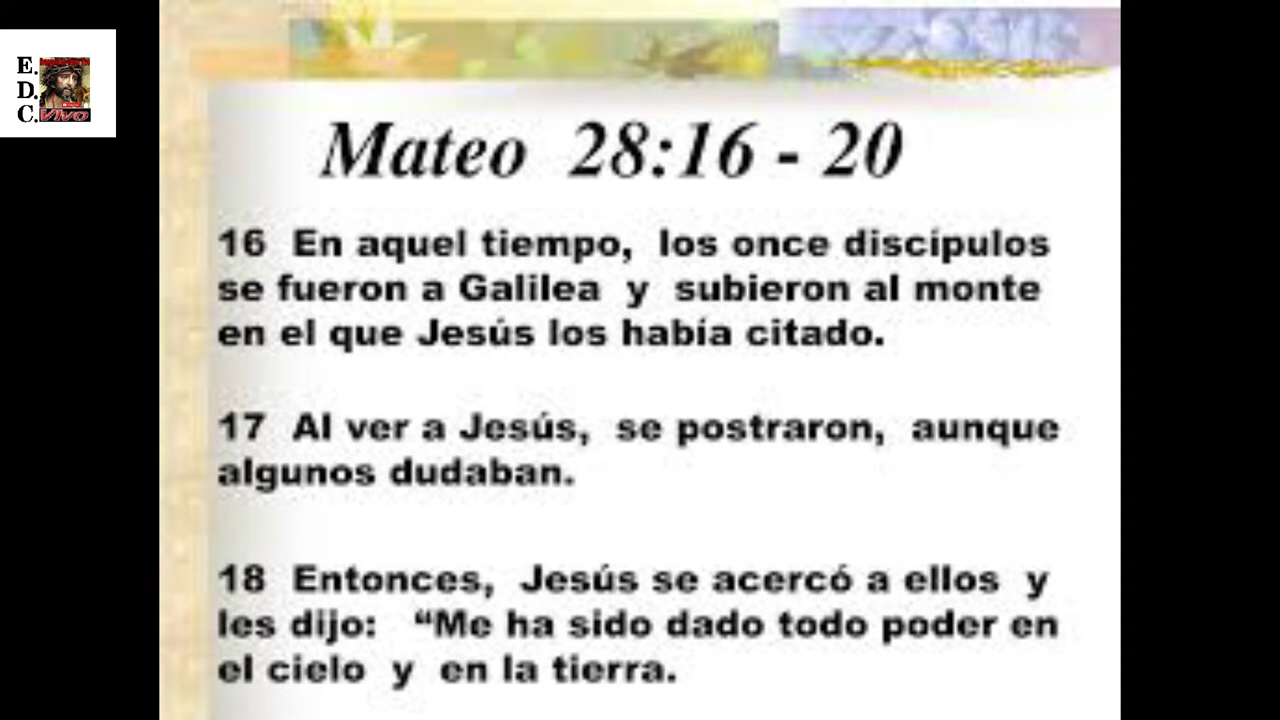 E.
D.
C. Vivo
Mateo 28:16 - 20
16 En aquel tiempo, los once discípulos
se fueron a Galilea y subieron al monte
en el que Jesús los había citado.
17 Al ver a Jesús, se postraron, aunque
algunos dudaban.
18 Entonces, Jesús se acercó a ellos y
les dijo: “Me ha sido dado todo poder en
el cielo y en la tierra.